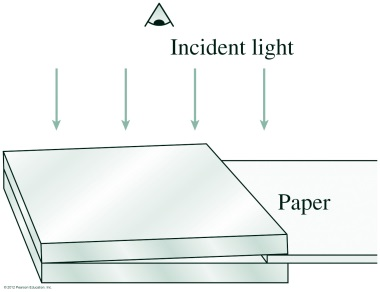 Incident light
Paper
©2012 Pearson Education, Inc.